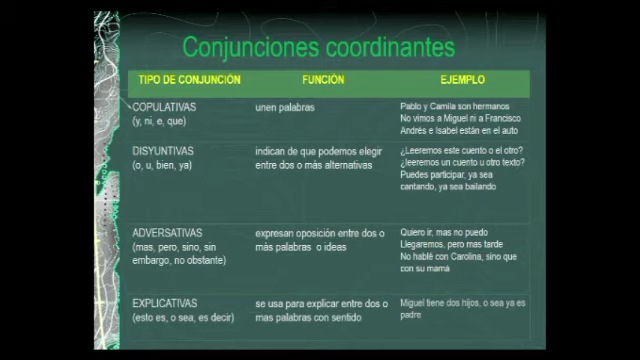 Conjunciones coordinantes
TIPO DE CONJUNCIÓN FUNCIÓN EJEMPLO
COPULATIVAS
(y, ni, e, que)
unen palabras
Pablo y Camila son hermanos
No vimos a Miguel ni a Francisco
Andrés e Isabel están en el auto
DISYUNTIVAS
(o, u, bien, ya)
indican de que podemos elegir
entre dos o más alternativas
¿Leeremos este cuento o el otro?
¿leeremos un cuento u otro texto?
Puedes participar, ya sea
cantando, ya sea bailando
ADVERSATIVAS
(mas, pero, sino, sin
embargo, no obstante)
expresan oposición entre dos o
más palabras o ideas
Quiero ir, mas no puedo
Llegaremos, pero mas tarde
No hablé con Carolina, sino que
con su mamá
EXPLICATIVAS
(esto es, o sea, es decir)
se usa para explicar entre dos o
mas palabras con sentido
Miguel tiene dos hijos, o sea ya es
padre